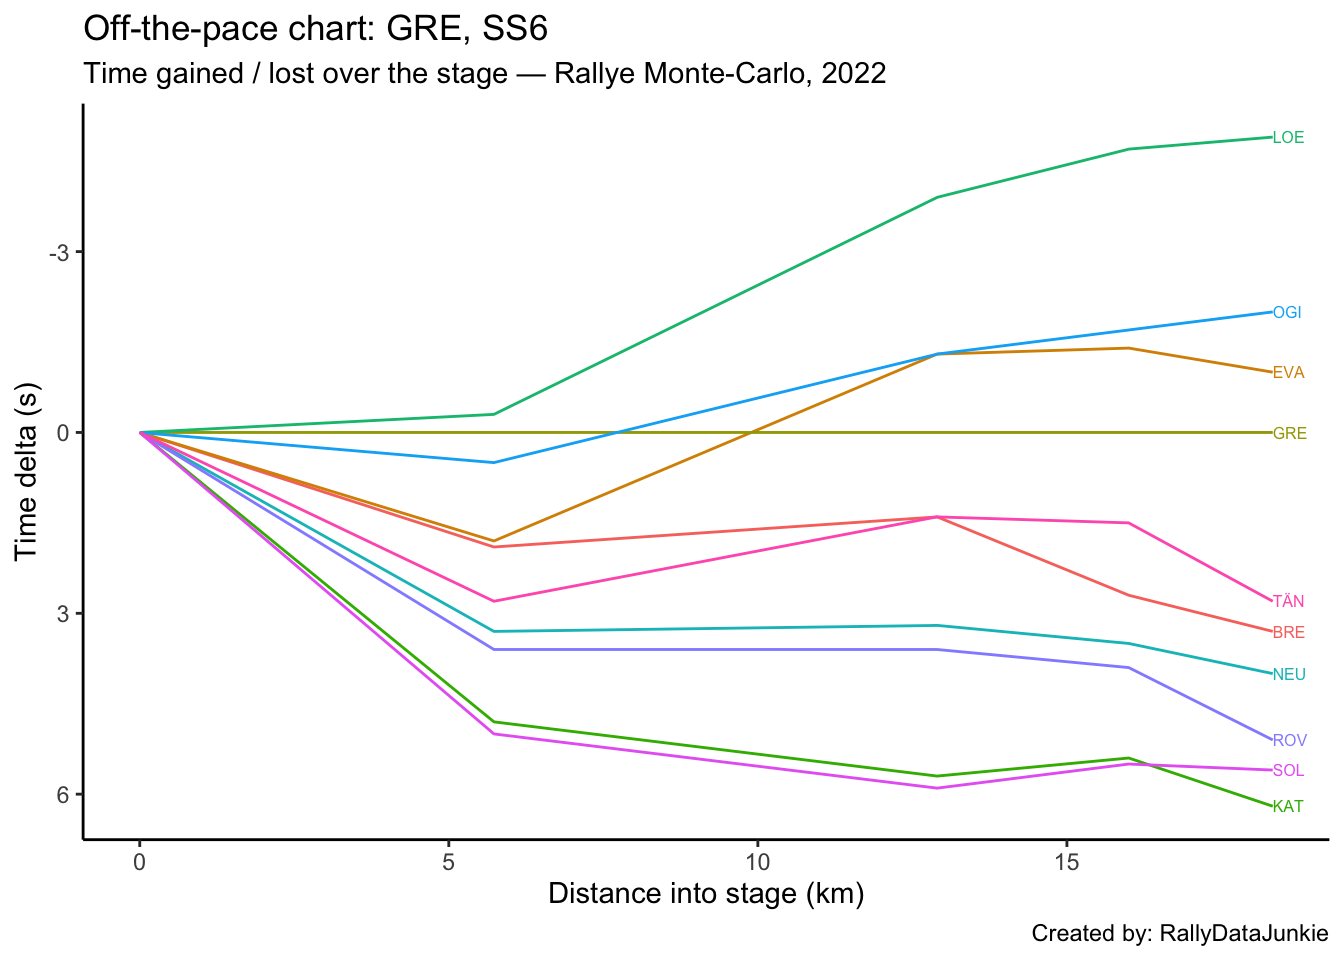 Off-the-pace chart: GRE, SS6
Time gained / lost over the stage — Rallye Monte-Carlo, 2022
LOE
-3
OGI
EVA
0
GRE
Time delta (s)
TÄN
3
BRE
NEU
ROV
SOL
6
KAT
0
5
10
15
Distance into stage (km)
Created by: RallyDataJunkie